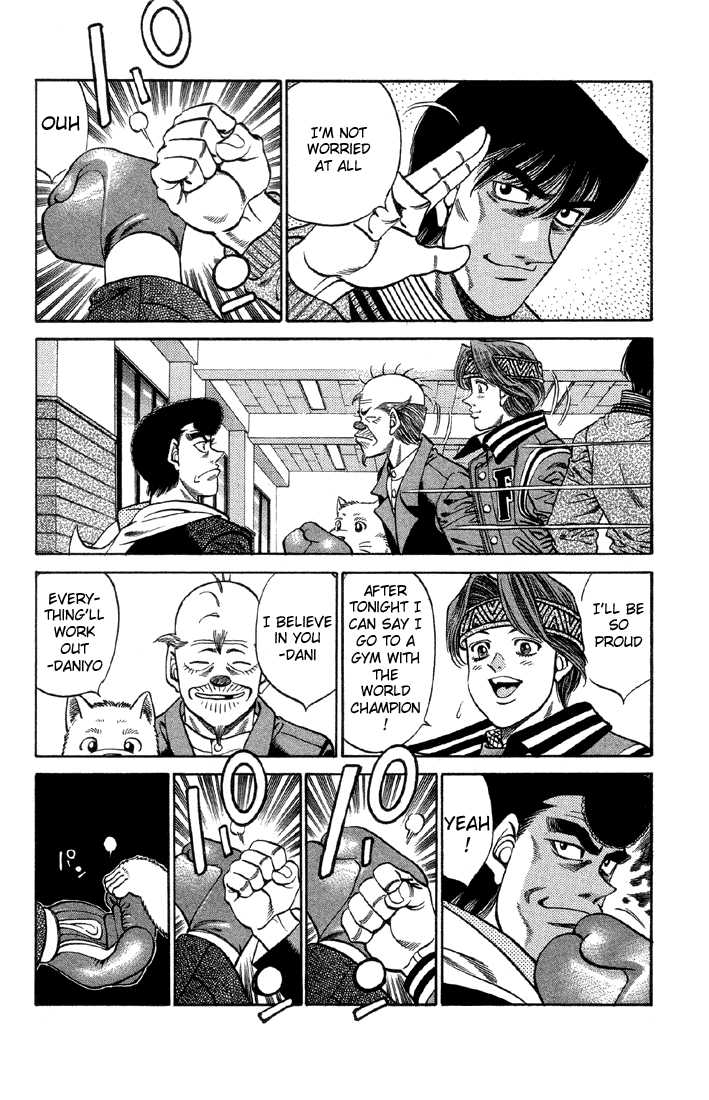 I'M NOT
WORRIED
AT ALL
OUH
F
I'LL BE
SO
PROUD
AFTER
TONIGHT I
CAN SAY I
GO TO A
GYM WITH
THE
WORLD
CHAMPION
!
I BELIEVE
IN YOU
-DANI
EVERY-
THING'LL
WORK
OUT
-DANIYO
YEAH
!